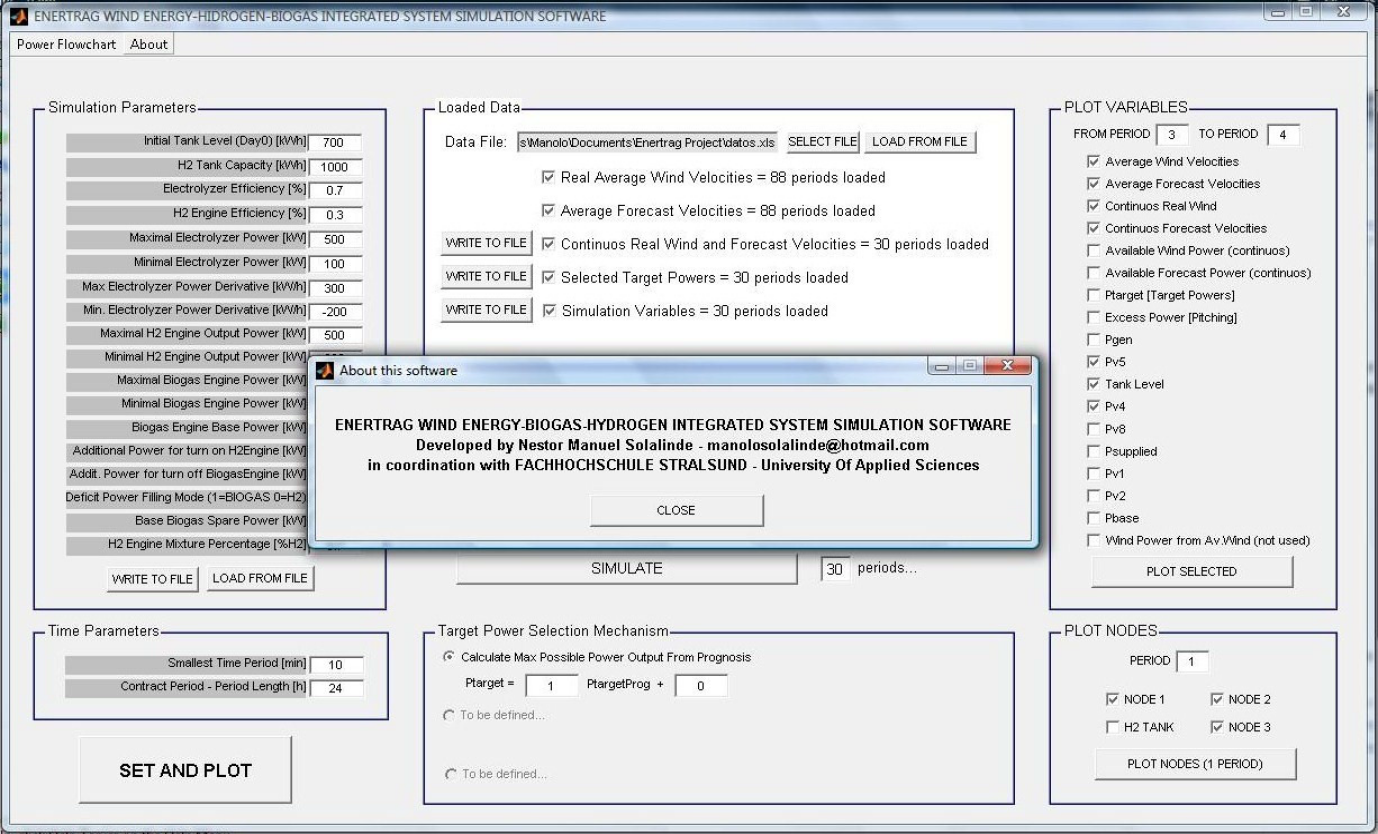 ENERTRAG WIND ENERGY-HIDROGEN-BIOGAS INTEGRATED SYSTEM SIMULATION SOFTWARE
Power Flowchart About
Simulation Parameters
Initial Tank Level (Day0) [kWh] 700
H2 Tank Capacity [kWh] 1000
Electrolyzer Efficiency [%] 0.7
H2 Engine Efficiency [%] 0.3
Maximal Electrolyzer Power [kW] 500
Minimal Electrolyzer Power [kW] 100
Max Electrolyzer Power Derivative [kW/h] 300
Min. Electrolyzer Power Derivative [kW/h] -200
Maximal H2 Engine Output Power [kW] 500
Minimal H2 Engine Output Power [kW]
Maximal Biogas Engine Power [kW]
Minimal Biogas Engine Power [kW]
Biogas Engine Base Power [kW]
Additional Power for turn on H2Engine [kW]
Addit. Power for turn off BiogasEngine [kW]
Deficit Power Filling Mode (1=BIOGAS 0=H2)
Base Biogas Spare Power [kW]
H2 Engine Mixture Percentage [%H2]
WRITE TO FILE LOAD FROM FILE
Time Parameters
Smallest Time Period [min] 10
Contract Period - Period Length [h] 24
SET AND PLOT
Loaded Data
Data File: s\Manolo\Documents\Enertrag Project\datos.xls SELECT FILE LOAD FROM FILE
Real Average Wind Velocities = 88 periods loaded
Average Forecast Velocities = 88 periods loaded
WRITE TO FILE Continuos Real Wind and Forecast Velocities = 30 periods loaded
WRITE TO FILE Selected Target Powers = 30 periods loaded
WRITE TO FILE Simulation Variables = 30 periods loaded
About this software
ENERTRAG WIND ENERGY-BIOGAS-HYDROGEN INTEGRATED SYSTEM SIMULATION SOFTWARE
Developed by Nestor Manuel Solalinde - manolosolalinde@hotmail.com
in coordination with FACHHOCHSCHULE STRALSUND - University Of Applied Sciences
CLOSE
SIMULATE 30 periods...
Target Power Selection Mechanism
Calculate Max Possible Power Output From Prognosis
Ptarget = 1 PtargetProg + 0
To be defined...
To be defined...
PLOT VARIABLES
FROM PERIOD 3 TO PERIOD 4
Average Wind Velocities
Average Forecast Velocities
Continuos Real Wind
Continuos Forecast Velocities
Available Wind Power (continuos)
Available Forecast Power (continuos)
Ptarget [Target Powers]
Excess Power [Pitching]
Pgen
Pv5
Tank Level
Pv4
Pv8
Psupplied
Pv1
Pv2
Pbase
Wind Power from Av.Wind (not used)
PLOT SELECTED
PLOT NODES
PERIOD 1
NODE 1 NODE 2
H2 TANK NODE 3
PLOT NODES (1 PERIOD)